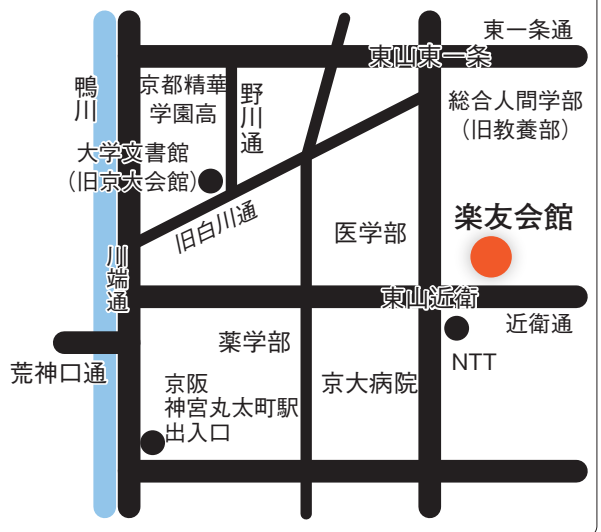 東一条通
東山東一条
鴨川
京都精華
学園高
野川通
総合人間学部
（旧教養部）
大学文書館
（旧京大会館）
旧白川通
医学部
楽友会館
川端通
東山近衛
近衛通
薬学部
NTT
荒神口通
京阪
神宮丸太町駅
出入口
京大病院